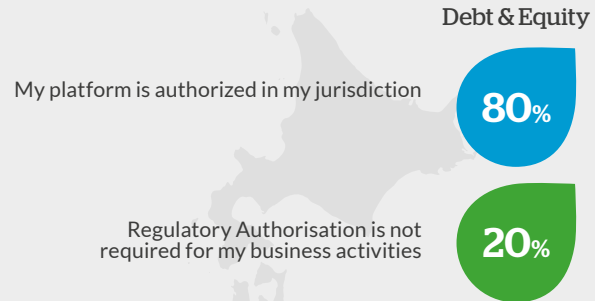 Debt & Equity
My platform is authorized in my jurisdiction
80%
Regulatory Authorisation is not
required for my business activities
20%